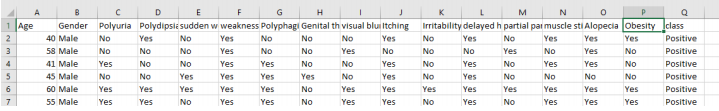 A B C D E F G H I J K L M N O P Q
1 Age Gender Polyuria Polydipsia sudden w weakness Polyphagi Genital th visual blu Itching Irritability delayed h partial par muscle sti Alopecia Obesity class
2 40 Male No Yes No Yes No No No Yes No Yes No Yes Yes Yes Positive
3 58 Male No No No Yes No No Yes No No No Yes No Yes No Positive
4 41 Male Yes No No Yes Yes No No Yes No Yes No Yes Yes No Positive
5 45 Male No No Yes Yes Yes Yes No Yes No Yes No No No No Positive
6 60 Male Yes Yes Yes Yes Yes No Yes Yes Yes Yes Yes Yes Yes Yes Positive
7 55 Male Yes Yes No Yes Yes No Yes Yes No Yes No Yes Yes Yes Positive